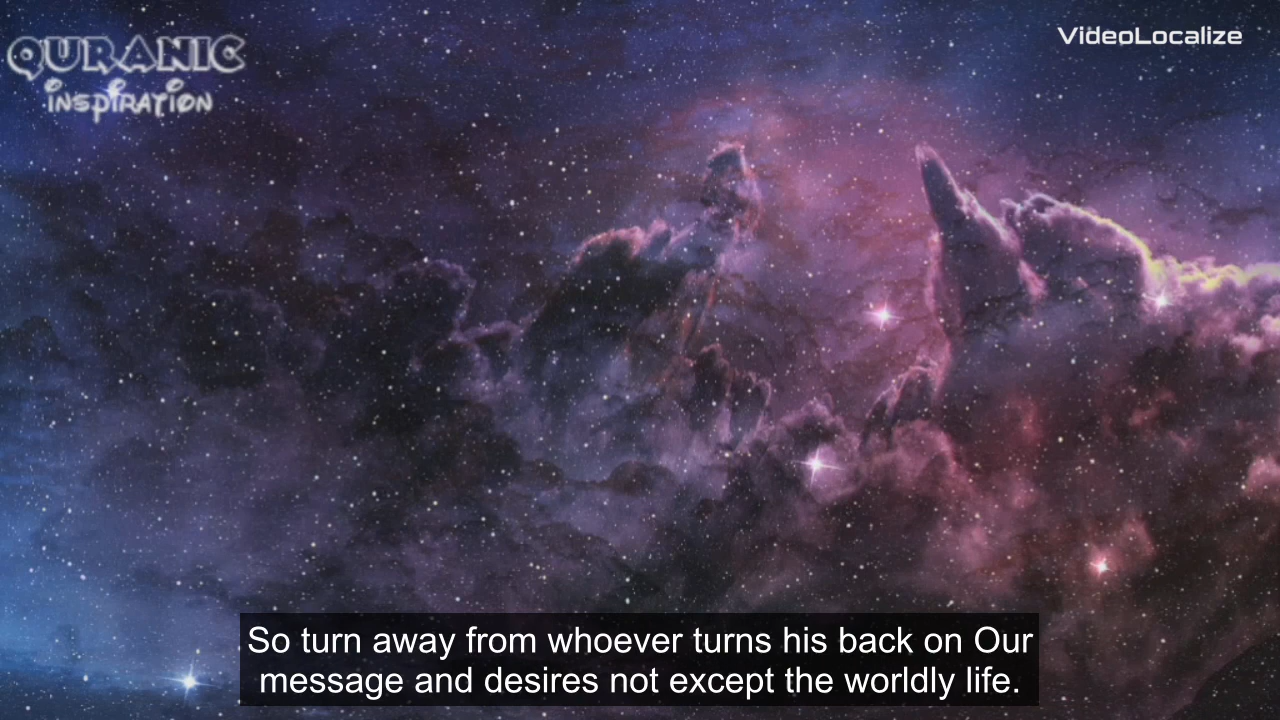 QURANIC
INSPIRATION
VideoLocalize
So turn away from whoever turns his back on Our
message and desires not except the worldly life.